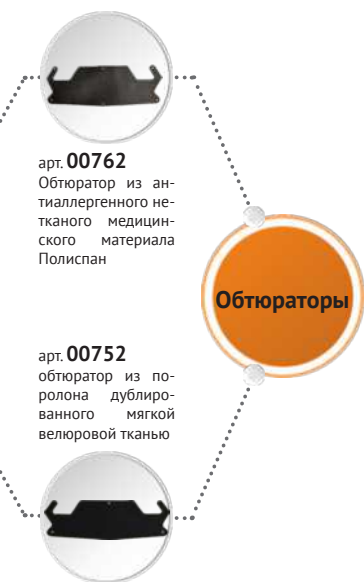 арт. 00762
Обтюратор из ан-
тиаллергенного не-
тканого медицин-
ского материала
Полиспан
Обтюраторы
арт. 00752
обтюратор из по-
ролона дублиро-
ванного мягкой
велюровой тканью